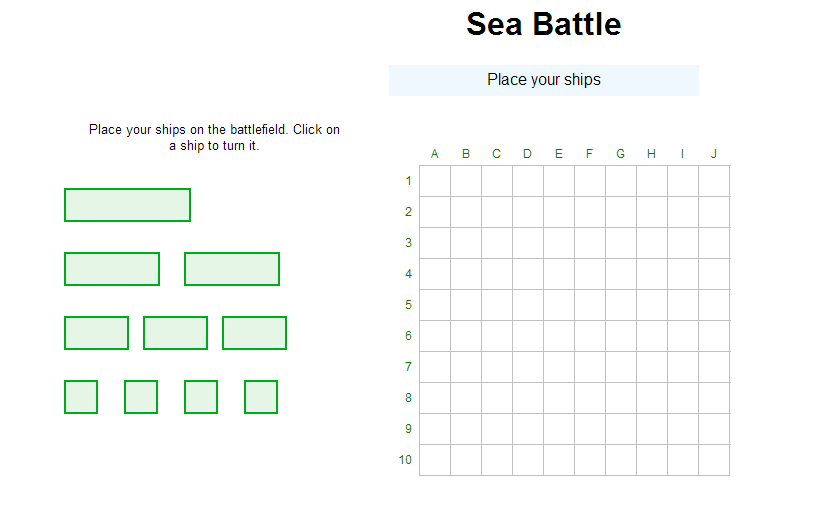 Sea Battle
Place your ships
Place your ships on the battlefield. Click on
a ship to turn it.
A B C D E F G H I J
1
2
3
4
5
6
7
8
9
10